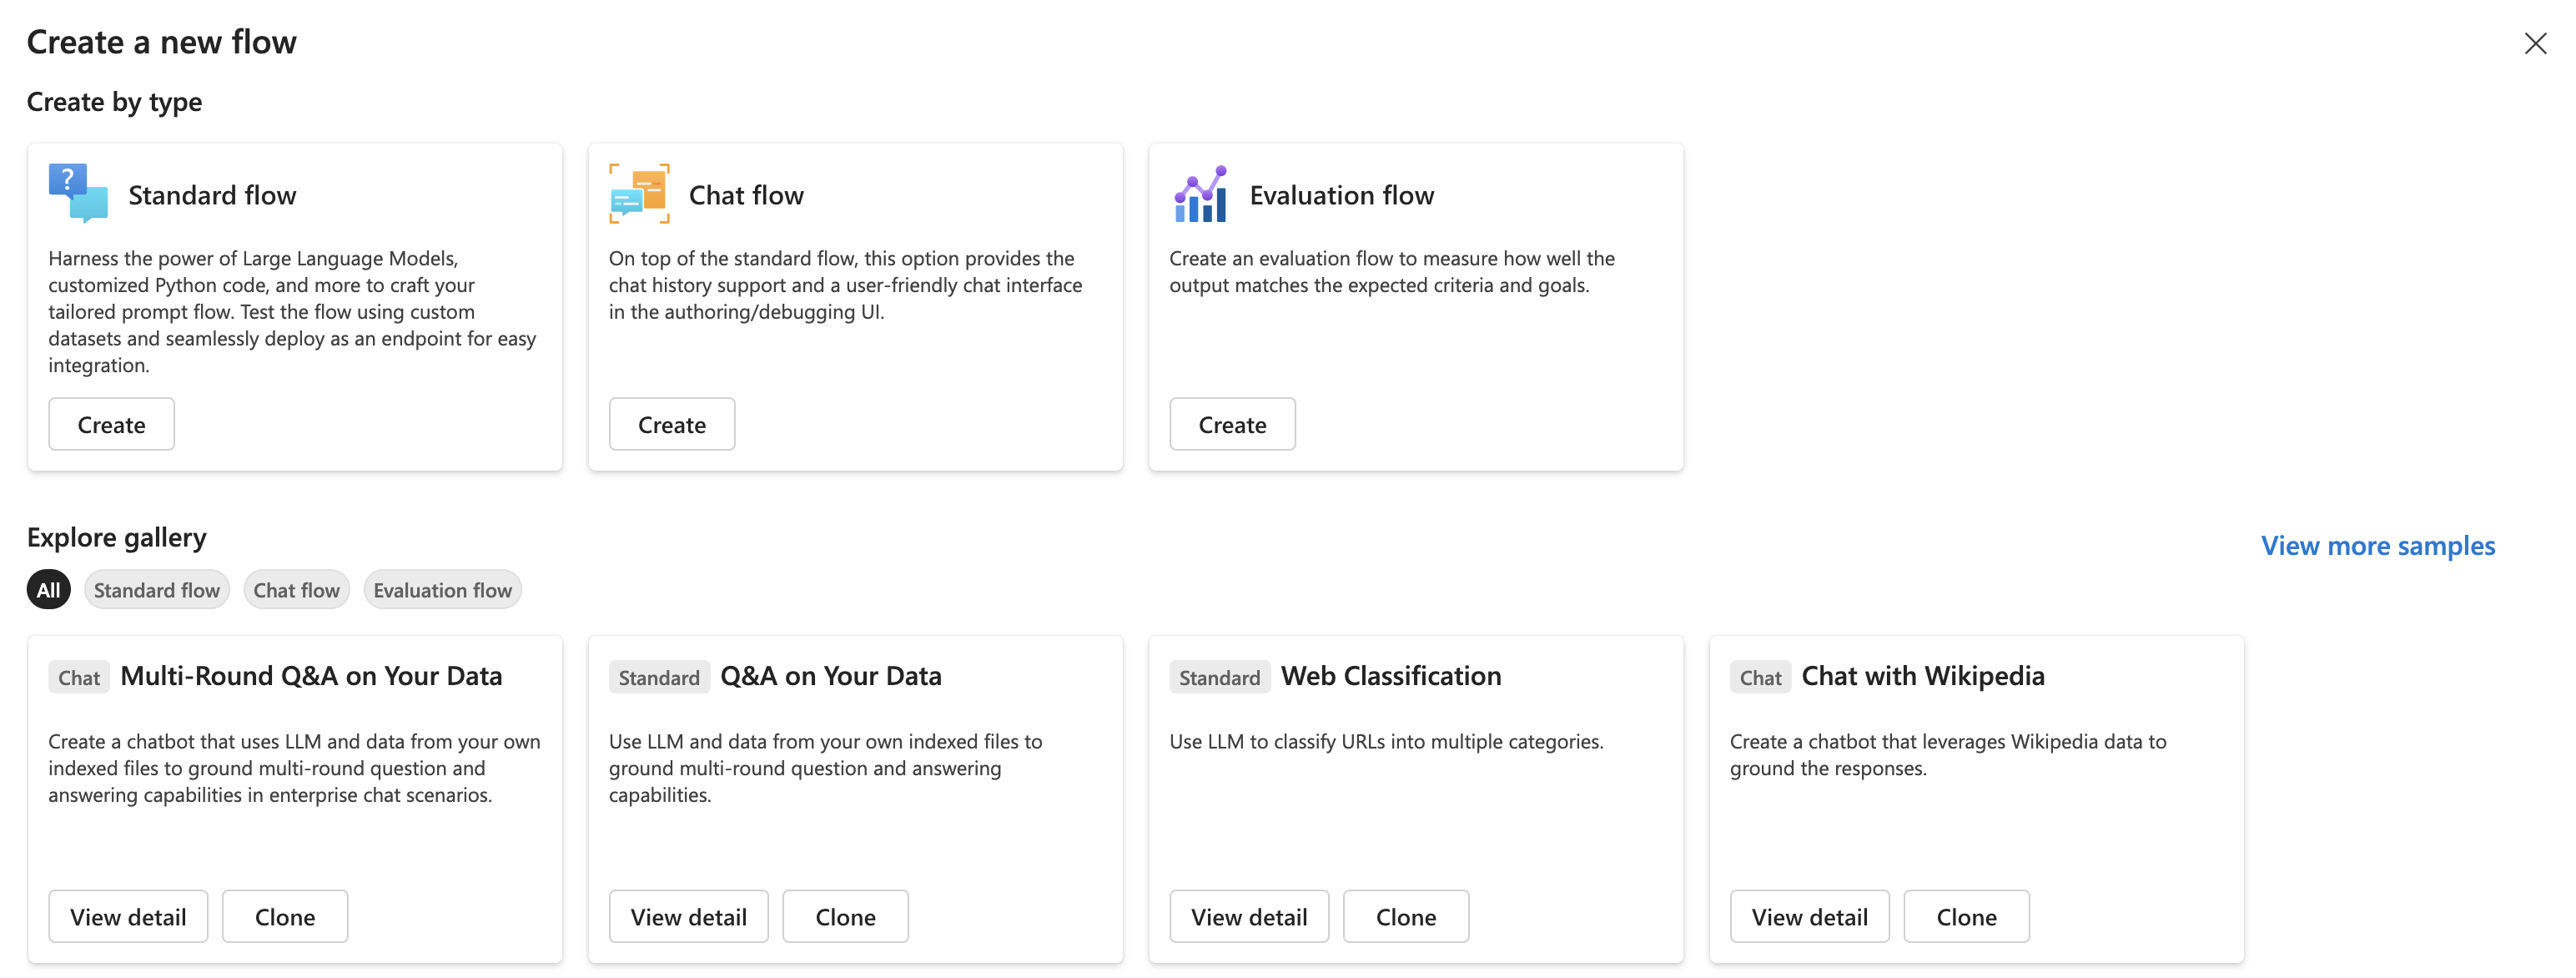 Create a new flow
Create by type
?
Standard flow
Harness the power of Large Language Models,
customized Python code, and more to craft your
tailored prompt flow. Test the flow using custom
datasets and seamlessly deploy as an endpoint for easy
integration.
Create
Chat flow
On top of the standard flow, this option provides the
chat history support and a user-friendly chat interface
in the authoring/debugging UI.
Create
Evaluation flow
Create an evaluation flow to measure how well the
output matches the expected criteria and goals.
Create
Explore gallery
View more samples
All
Standard flow
Chat flow
Evaluation flow
Chat Multi-Round Q&A on Your Data
Create a chatbot that uses LLM and data from your own
indexed files to ground multi-round question and
answering capabilities in enterprise chat scenarios.
View detail
Clone
Standard Q&A on Your Data
Use LLM and data from your own indexed files to
ground multi-round question and answering
capabilities.
View detail
Clone
Standard Web Classification
Use LLM to classify URLs into multiple categories.
View detail
Clone
Chat Chat with Wikipedia
Create a chatbot that leverages Wikipedia data to
ground the responses.
View detail
Clone